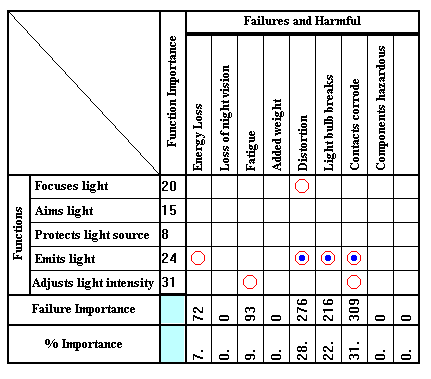 Failures and Harmful
Function Importance
Energy Loss
Loss of night vision
Fatigue
Added weight
Distortion
Light bulb breaks
Contacts corrode
Components hazardous
Functions
Focuses light 20
Aims light 15
Protects light source 8
Emits light 24
Adjusts light intensity 31
Failure Importance 72 0 93 0 276 216 309 0 0
% Importance 7. 0. 9. 0. 28. 22. 31. 0. 0.